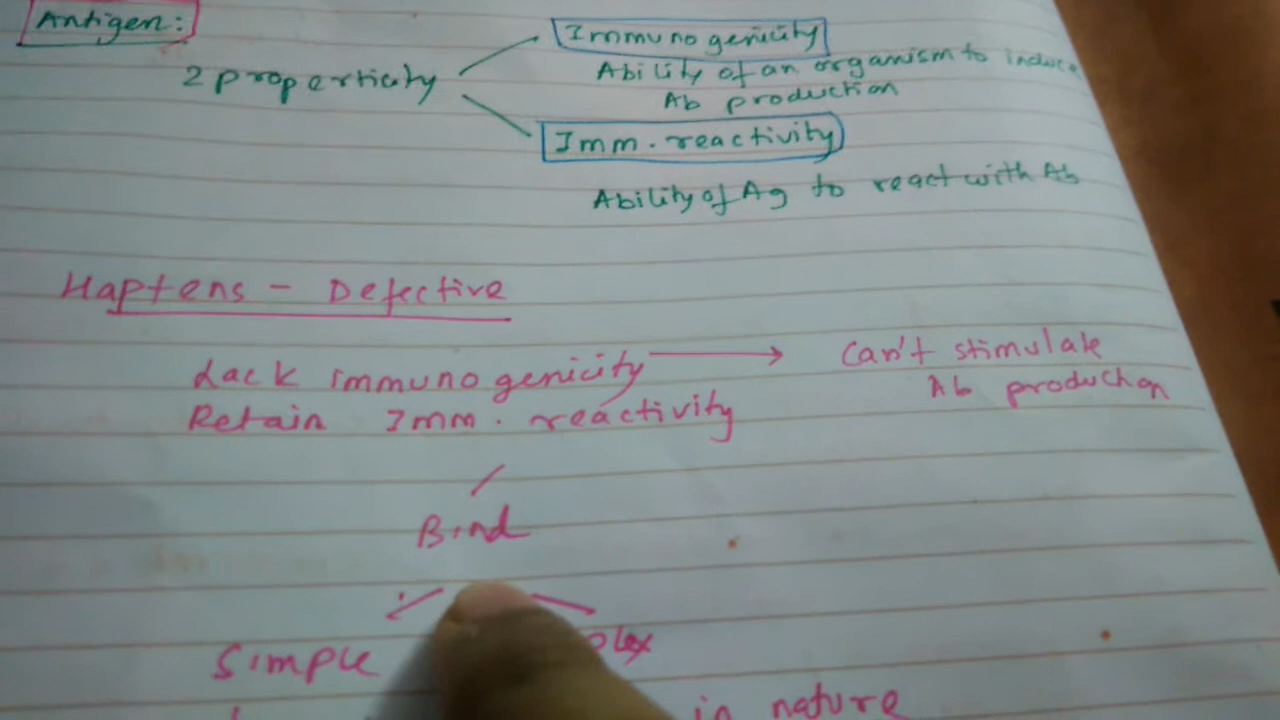 Antigen:
2 properticity
Immunogenicity
Ability of an organism to induce
Ab production
Imm. reactivity
Ability of Ag to react with Ab
Haptens - Defective
Lack immunogenicity → can't stimulate
Ab production
Retain Imm. reactivity
Bind
Simple
in nature